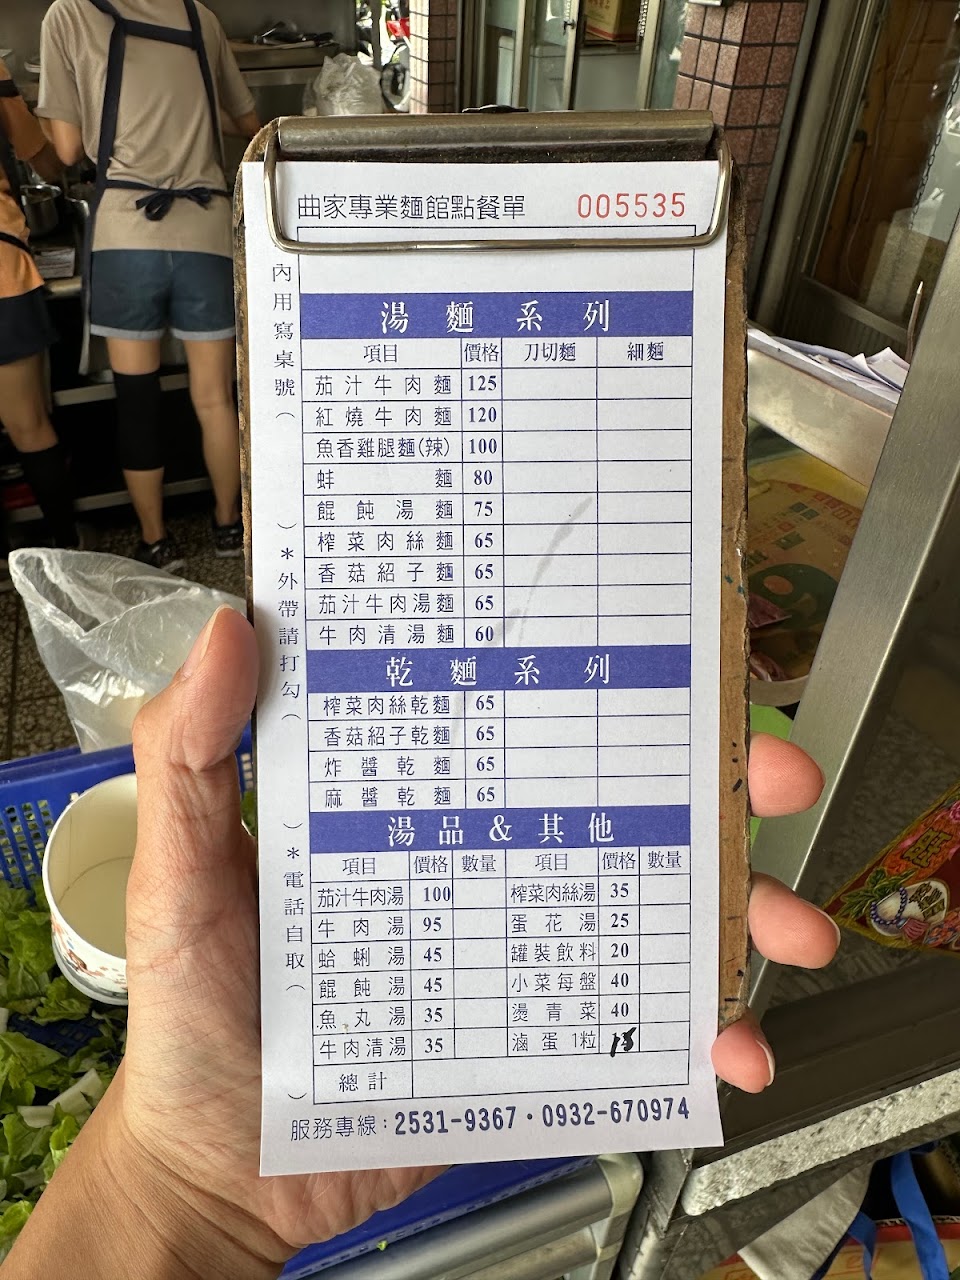 曲家專業麵館點餐單 005535
內用寫桌號（ ）＊外帶請打勾（ ）＊電話自取（ ）
湯麵系列
項目 價格 刀切麵 細麵
茄汁牛肉麵 125
紅燒牛肉麵 120
魚香雞腿麵(辣) 100
蚌麵 80
餛飩湯麵 75
榨菜肉絲麵 65
香菇紹子麵 65
茄汁牛肉湯麵 65
牛肉清湯麵 60
乾麵系列
榨菜肉絲乾麵 65
香菇紹子乾麵 65
炸醬乾麵 65
麻醬乾麵 65
湯品&其他
項目 價格 數量 項目 價格 數量
茄汁牛肉湯 100 榨菜肉絲湯 35
牛肉湯 95 蛋花湯 25
蛤蜊湯 45 罐裝飲料 20
餛飩湯 45 小菜每盤 40
魚丸湯 35 燙青菜 40
牛肉清湯 35 滷蛋1粒
總計
服務專線：2531-9367・0932-670974